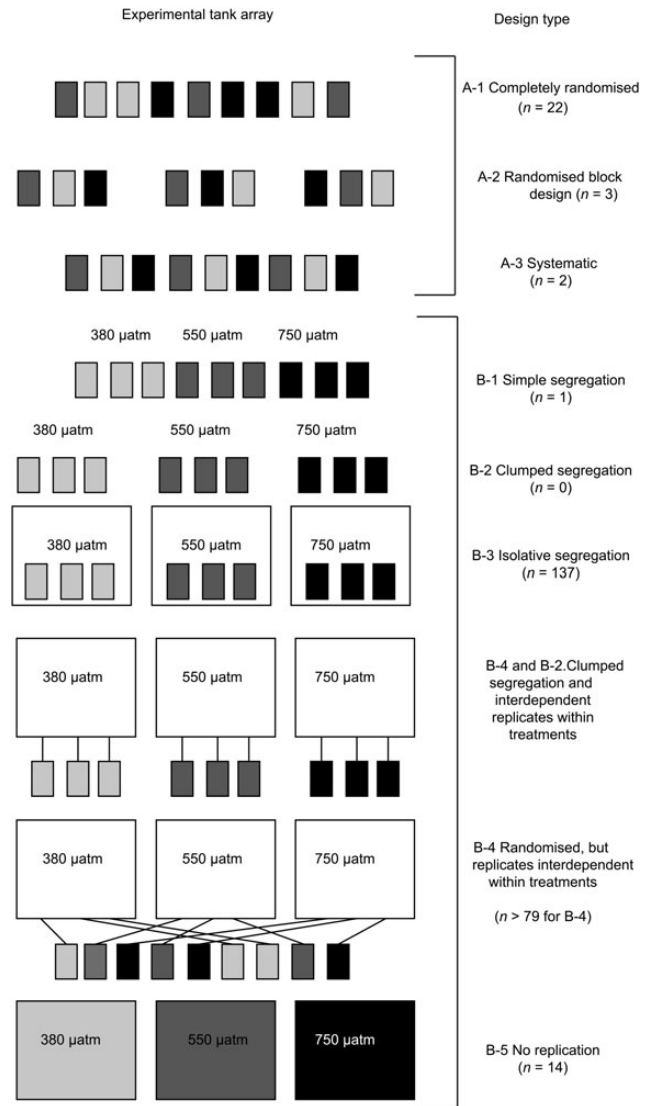 Experimental tank array
Design type
A-1 Completely randomised
(n = 22)
A-2 Randomised block
design (n = 3)
A-3 Systematic
(n = 2)
380 µatm 550 µatm 750 µatm
B-1 Simple segregation
(n = 1)
380 µatm 550 µatm 750 µatm
B-2 Clumped segregation
(n = 0)
380 µatm 550 µatm 750 µatm
B-3 Isolative segregation
(n = 137)
380 µatm 550 µatm 750 µatm
B-4 and B-2.Clumped
segregation and
interdependent
replicates within
treatments
380 µatm 550 µatm 750 µatm
B-4 Randomised, but
replicates interdependent
within treatments
(n > 79 for B-4)
380 µatm 550 µatm 750 µatm
B-5 No replication
(n = 14)